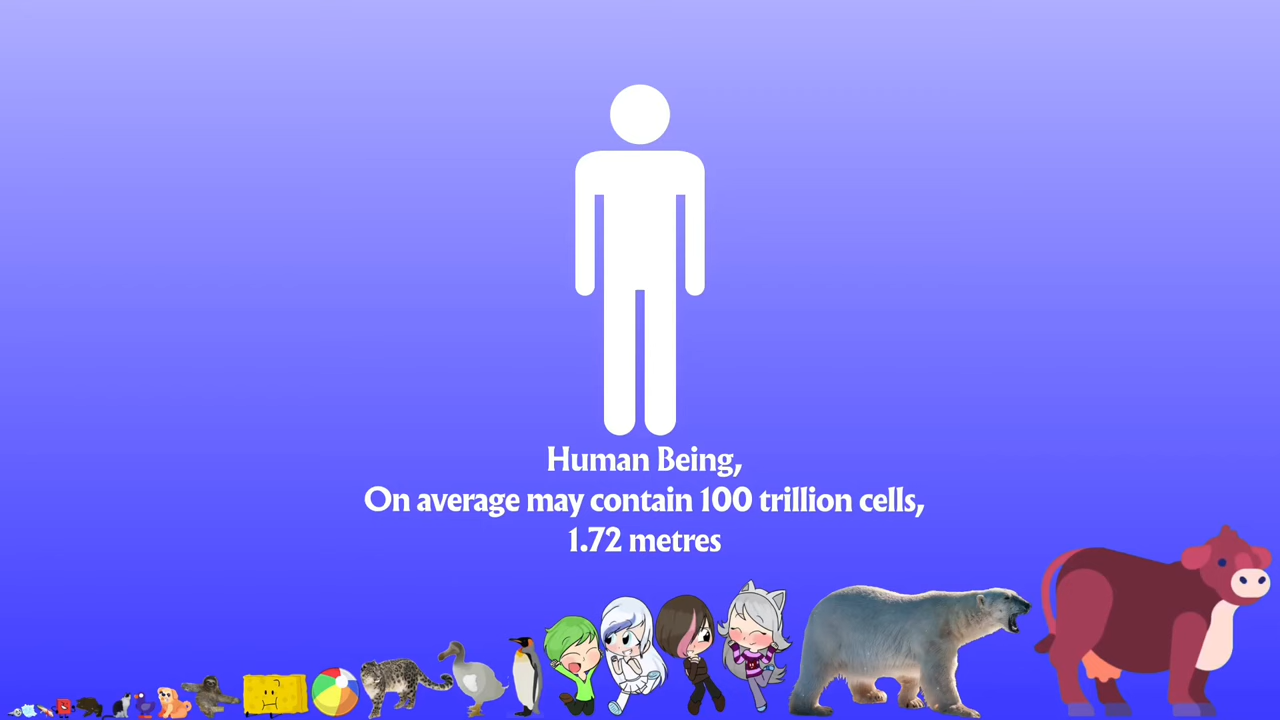 Human Being,
On average may contain 100 trillion cells,
1.72 metres